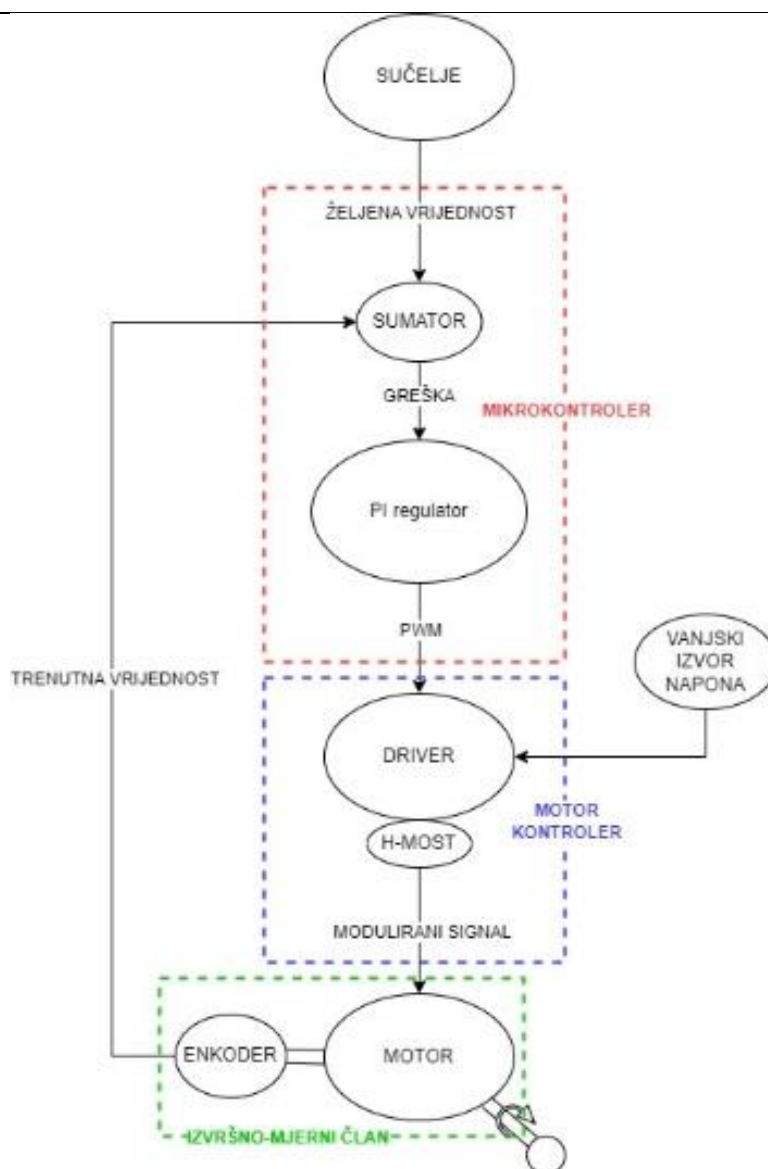 SUČELJE
ŽELJENA VRIJEDNOST
SUMATOR
GREŠKA
MIKROKONTROLER
PI regulator
PWM
VANJSKI
IZVOR
NAPONA
TRENUTNA VRIJEDNOST
DRIVER
MOTOR
KONTROLER
H-MOST
MODULIRANI SIGNAL
ENKODER
MOTOR
IZVRŠNO-MJERNI ČLAN